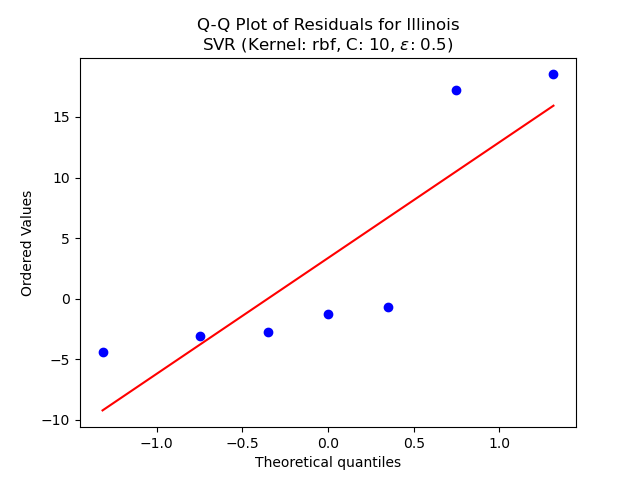 Q-Q Plot of Residuals for Illinois
SVR (Kernel: rbf, C: 10, ε: 0.5)
15
10
5
0
−5
−10
Ordered Values
−1.0
−0.5
0.0
0.5
1.0
Theoretical quantiles